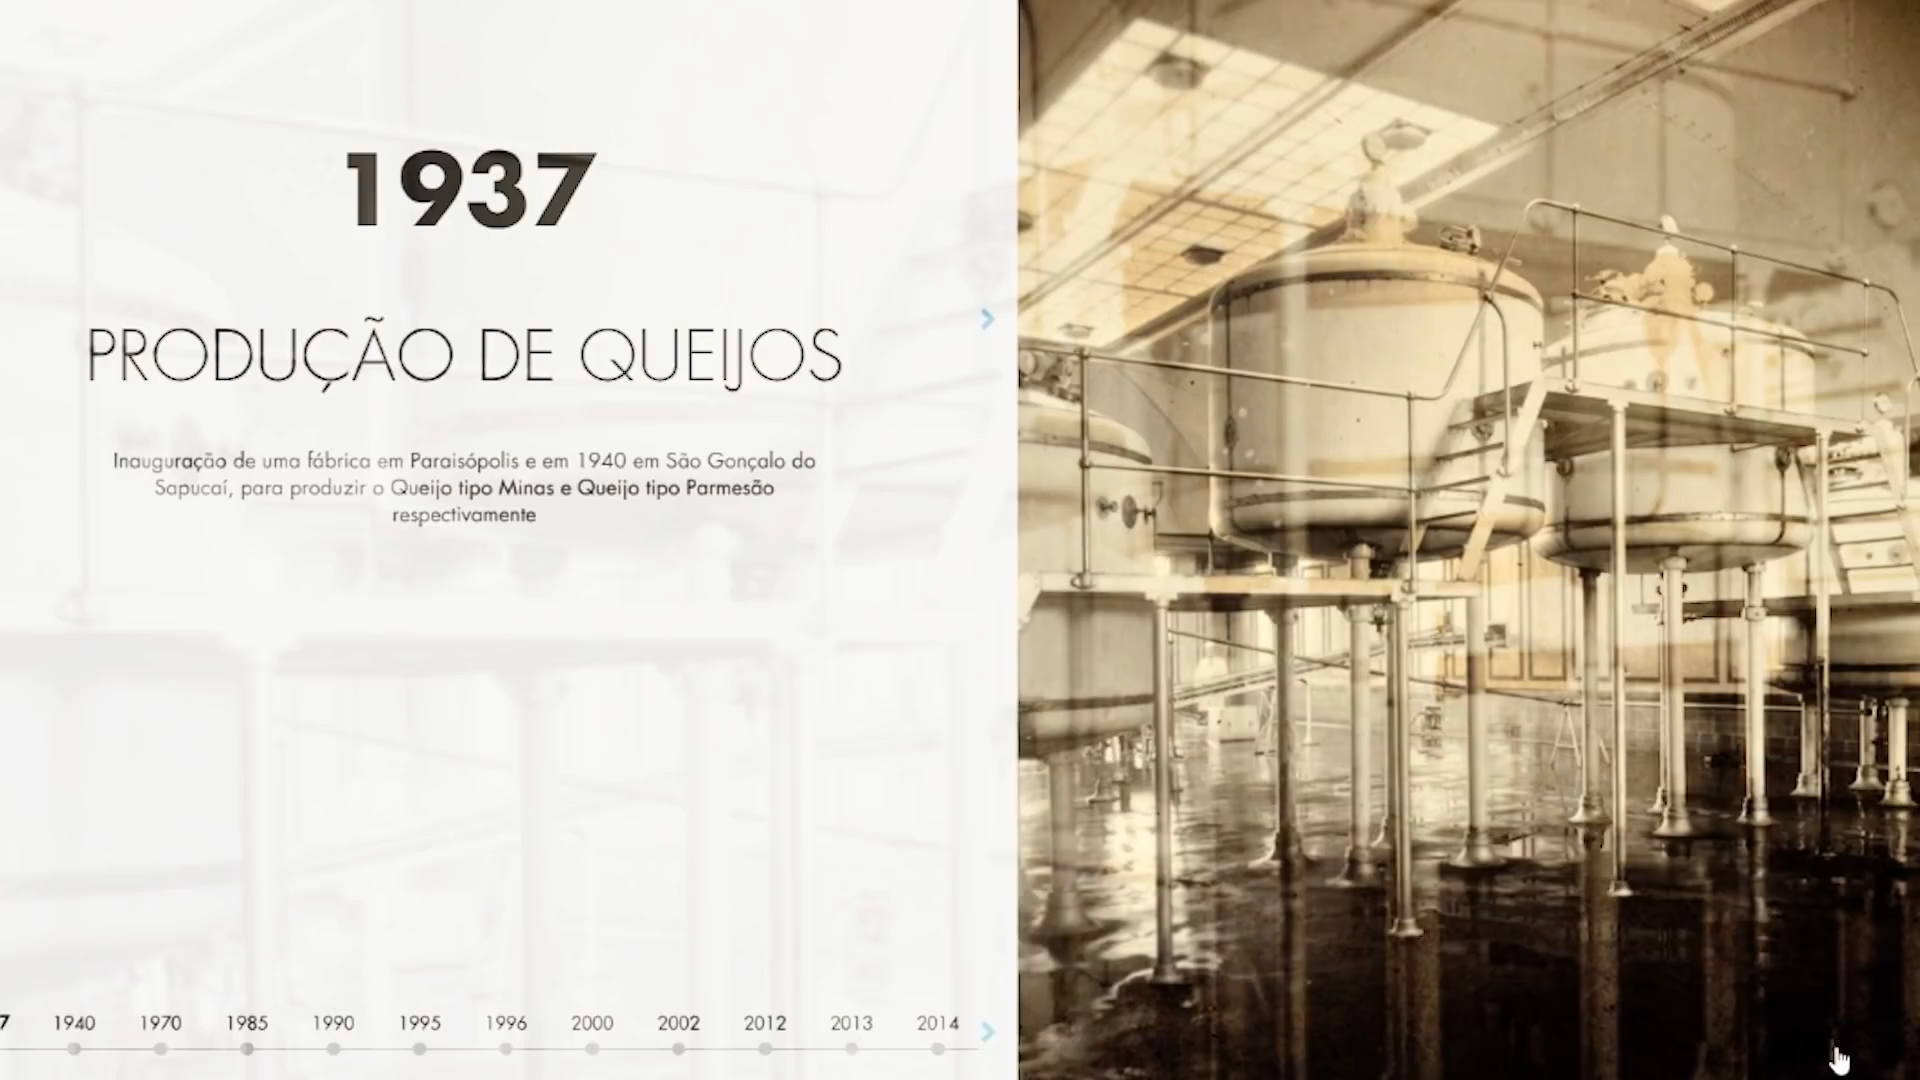 1937
PRODUÇÃO DE QUEIJOS
Inauguração de uma fábrica em Paraisópolis e em 1940 em São Gonçalo do
Sapucaí, para produzir o Queijo tipo Minas e Queijo tipo Parmesão
respectivamente
7 1940 1970 1985 1990 1995 1996 2000 2002 2012 2013 2014